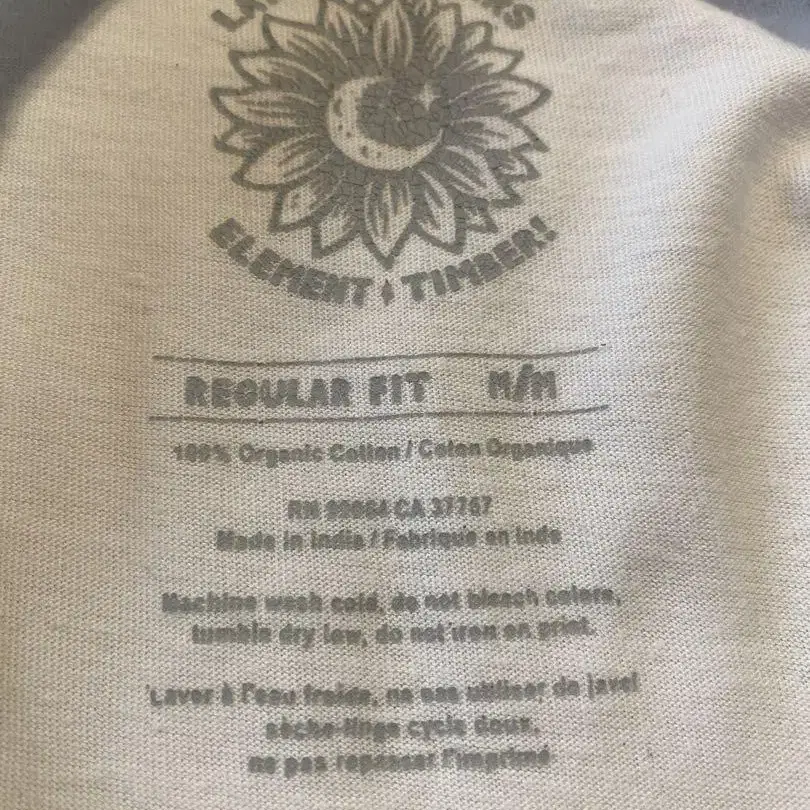 ELEMENT TIMBER!
REGULAR FIT M/M
100% Organic Cotton / Coton Organique
RN CA 37767
Made in India / Fabriqué en Inde
Machine wash cold, do not bleach colors,
tumble dry low, do not iron on print.
Laver à l'eau froide, ne pas utiliser de javel
sèche-linge cycle doux,
ne pas repasser l'imprimé